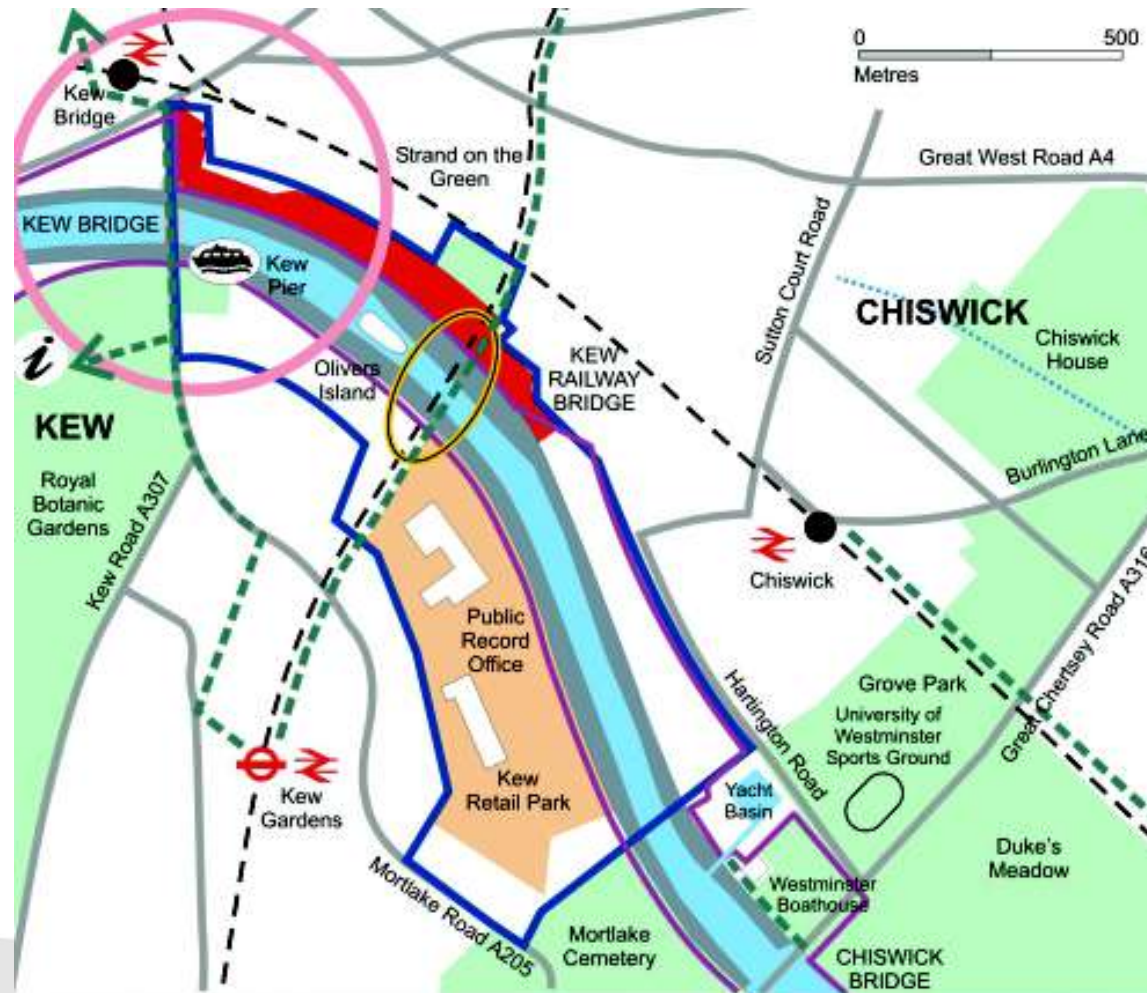 0 500
Metres
Kew
Bridge
Strand on the
Green
Great West Road A4
KEW BRIDGE
Kew
Pier
Sutton Court Road
CHISWICK
Chiswick
House
i
Olivers
Island
KEW
RAILWAY
BRIDGE
KEW
Royal
Botanic
Gardens
Burlington Lane
Kew Road A307
Chiswick
Public
Record
Office
Great Chertsey Road A316
Hartington Road
Grove Park
University of
Westminster
Sports Ground
Kew
Gardens
Kew
Retail Park
Yacht
Basin
Duke's
Meadow
Mortlake Road A205
Westminster
Boathouse
Mortlake
Cemetery
CHISWICK
BRIDGE